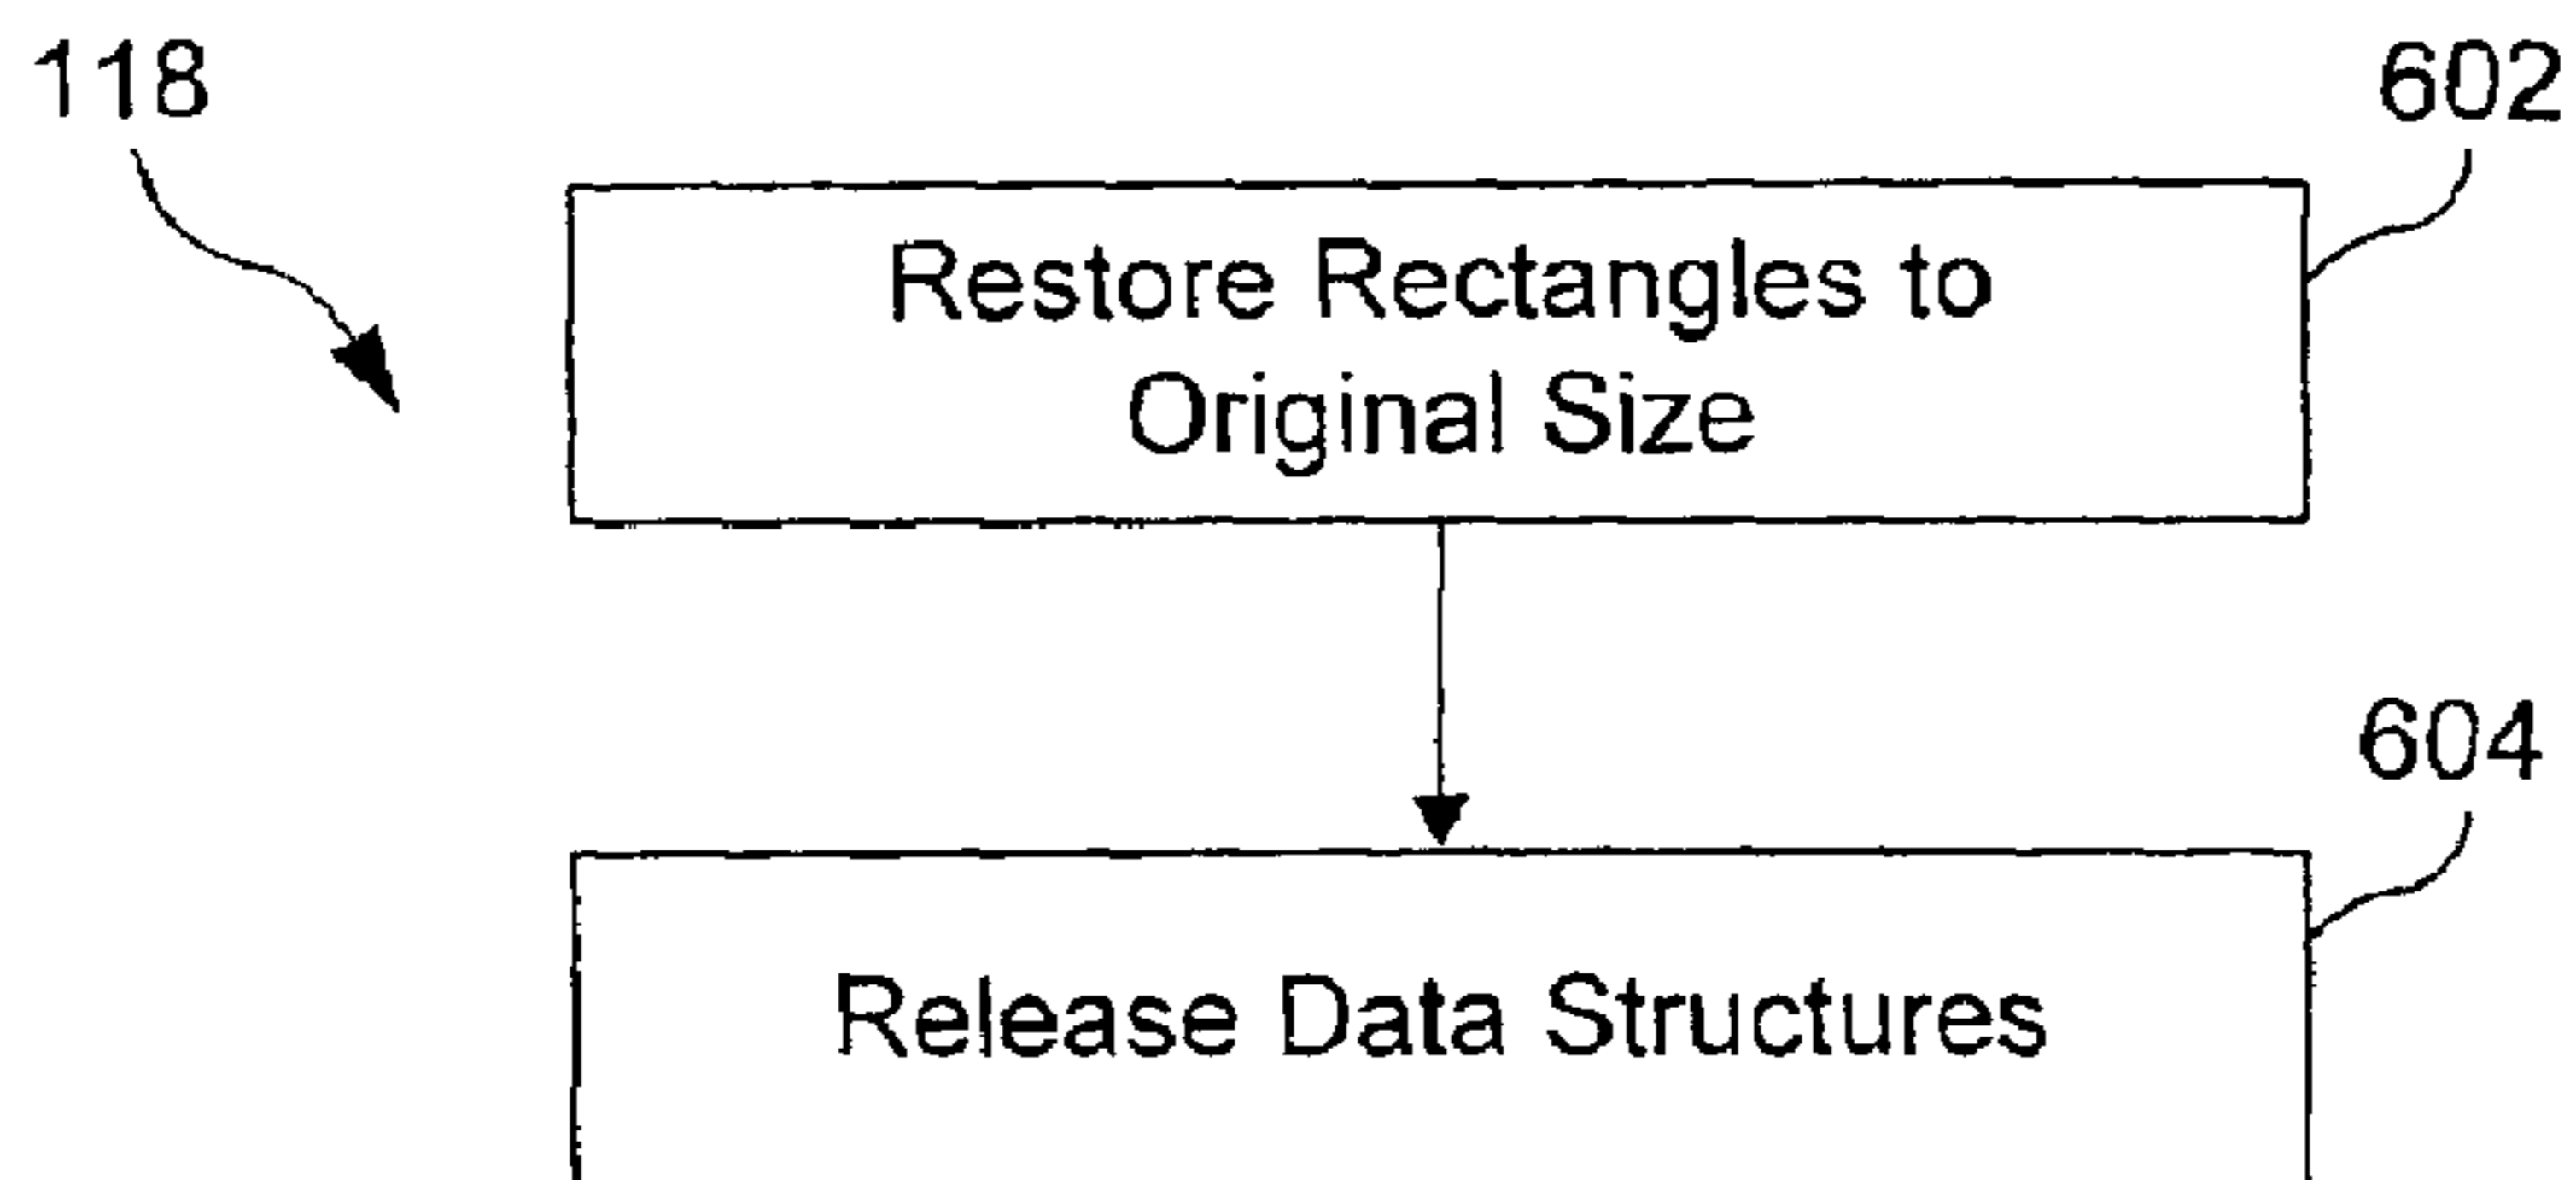 118
602
Restore Rectangles to
Original Size
604
Release Data Structures